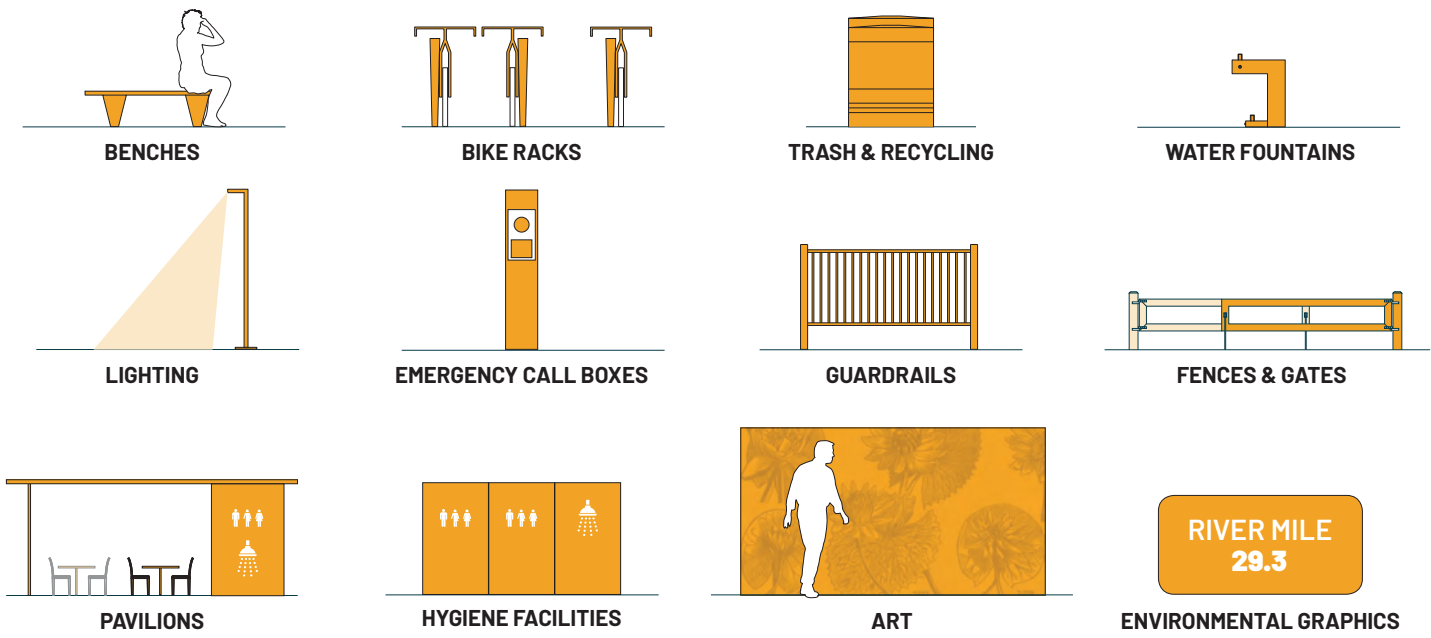 BENCHES
BIKE RACKS
TRASH & RECYCLING
WATER FOUNTAINS
LIGHTING
EMERGENCY CALL BOXES
GUARDRAILS
FENCES & GATES
PAVILIONS
HYGIENE FACILITIES
ART
RIVER MILE
29.3
ENVIRONMENTAL GRAPHICS